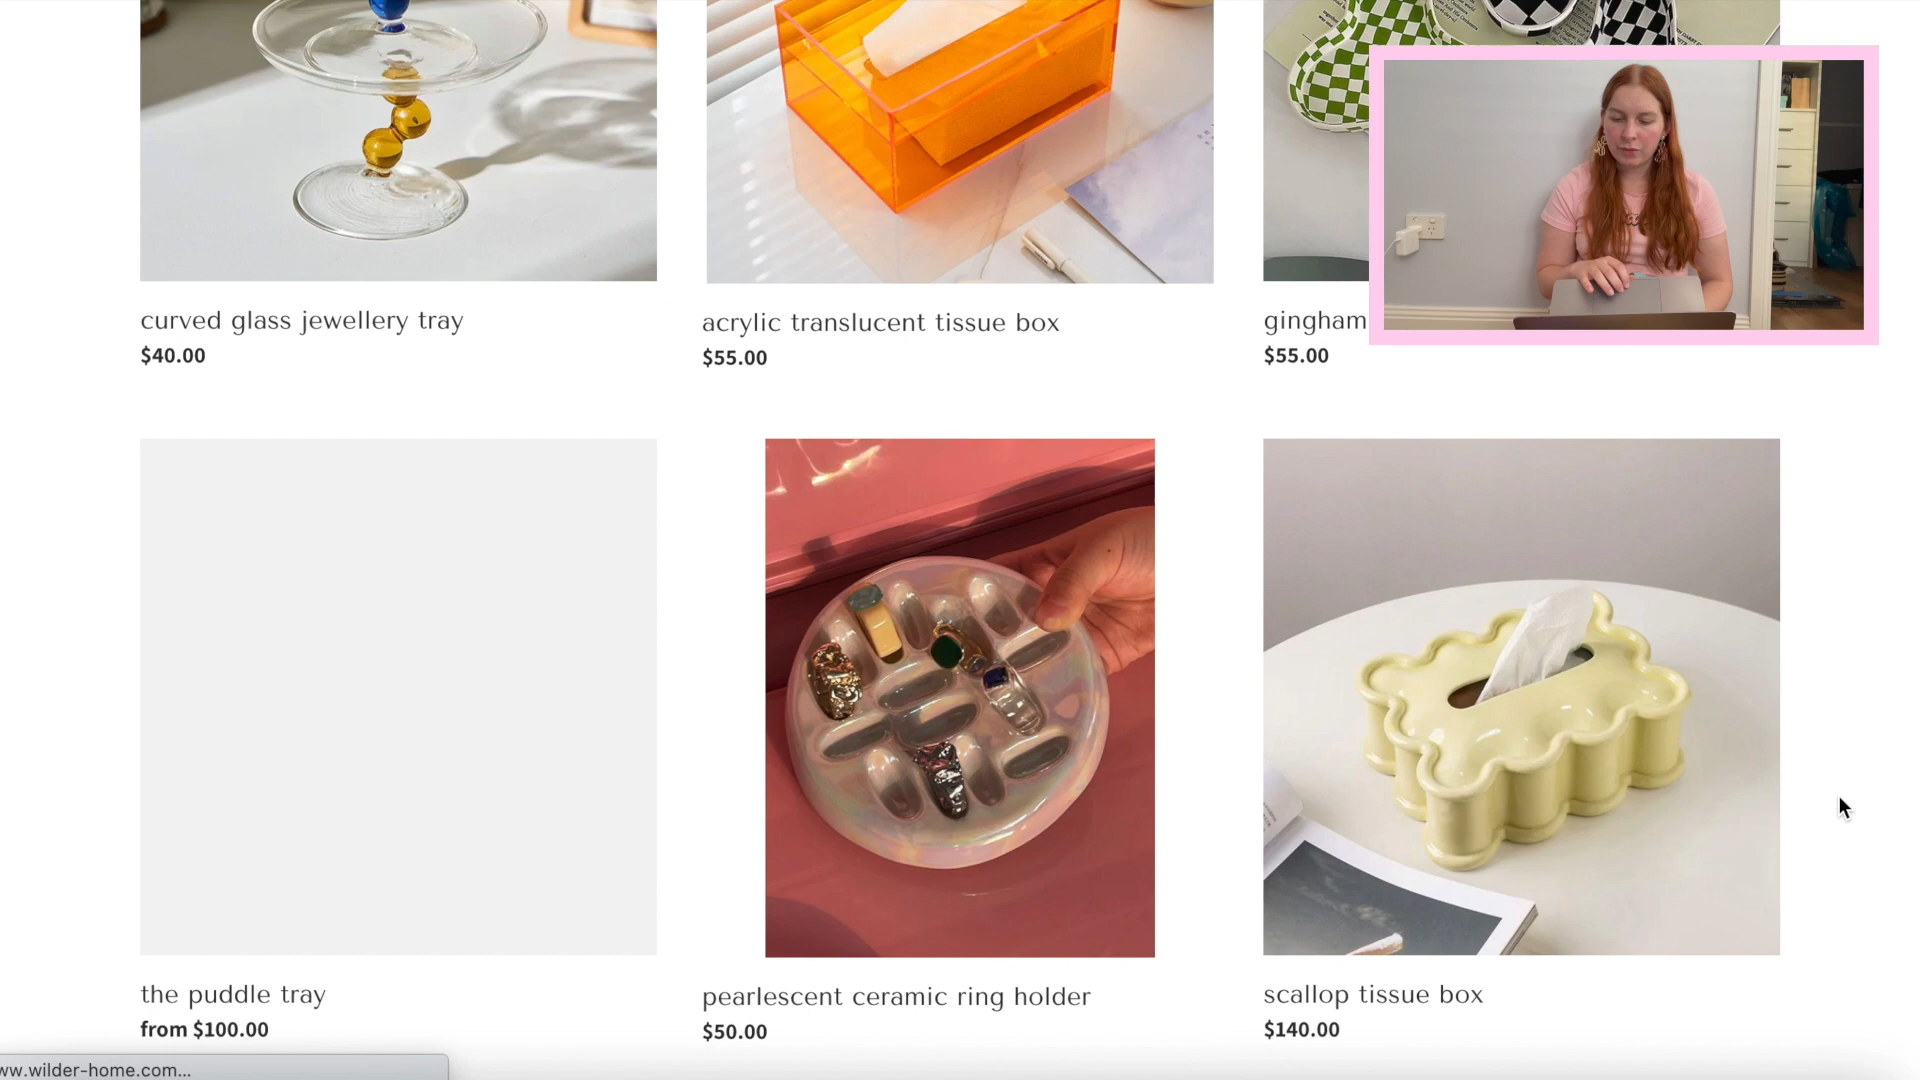 curved glass jewellery tray
$40.00
acrylic translucent tissue box
$55.00
gingham
$55.00
the puddle tray
from $100.00
pearlescent ceramic ring holder
$50.00
scallop tissue box
$140.00
ww.wilder-home.com...